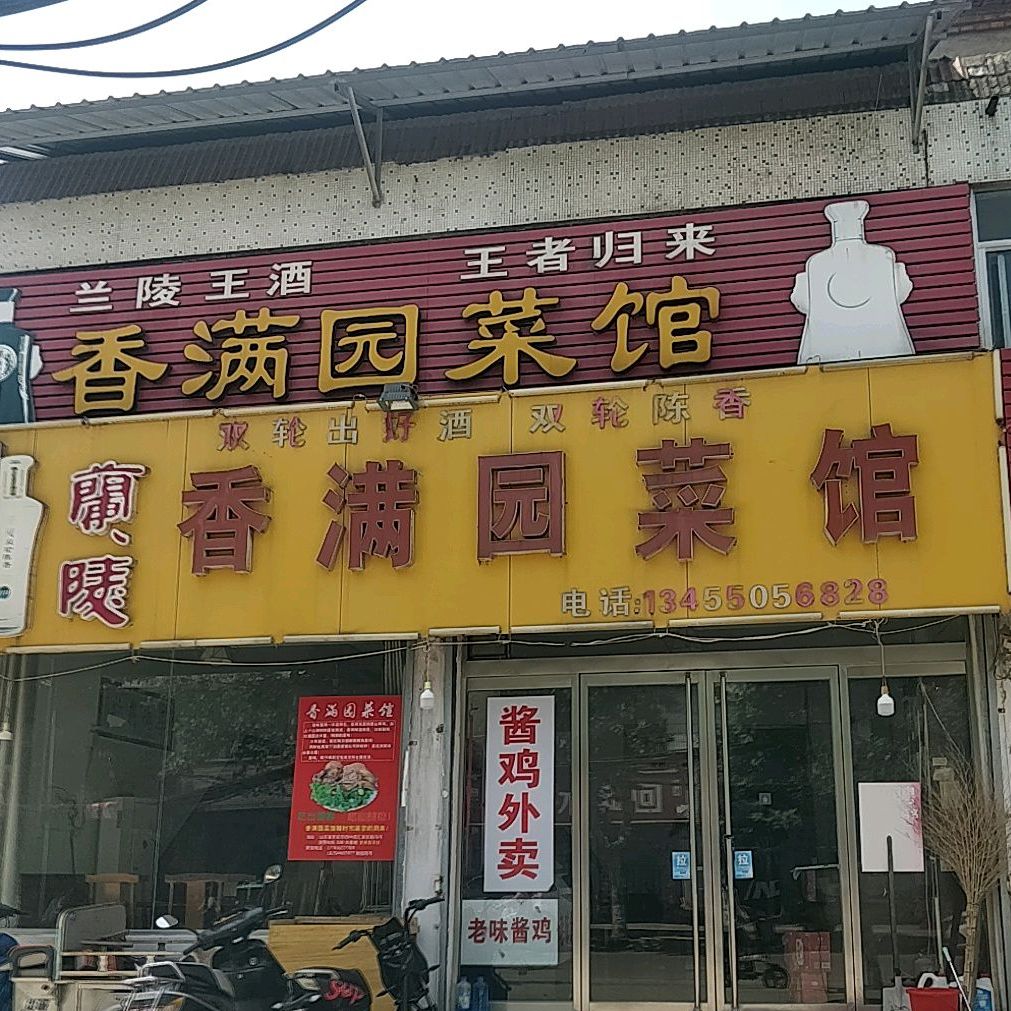 兰陵王酒 王者归来
香满园菜馆
双轮出好酒 双轮陈香
蘭陵
香满园菜馆
电话:13455056828
香满园菜馆
酱鸡外卖
老味酱鸡
拉
拉
回
Sup